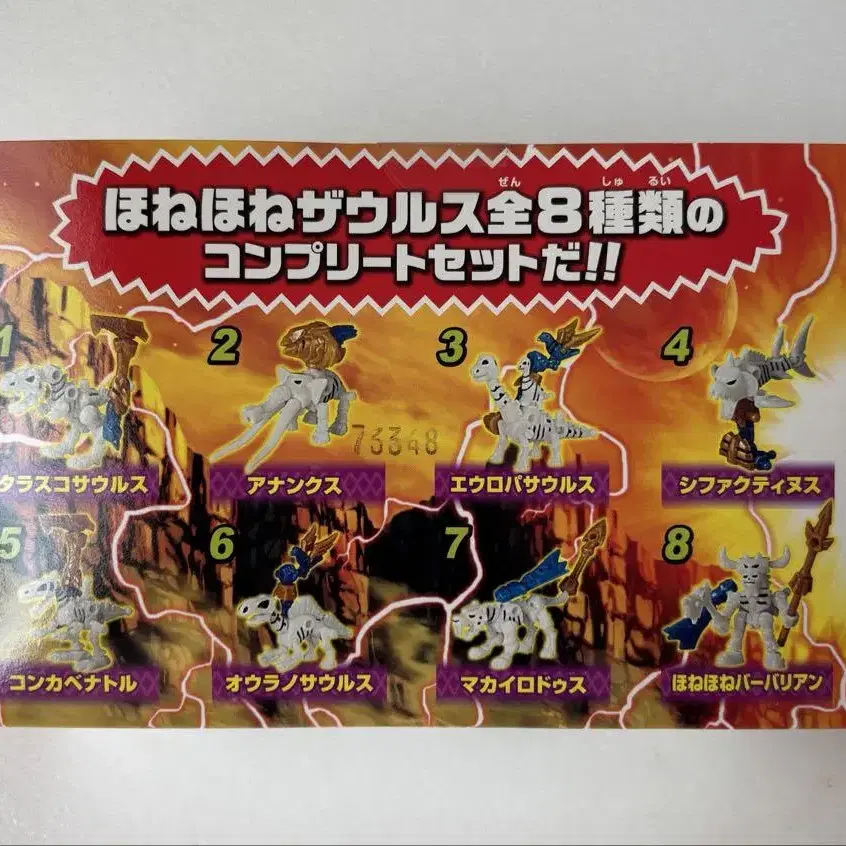 ほねほねザウルス全8種類の
ぜん しゅ るい
コンプリートセットだ!!
1
2
3
4
タラスコサウルス
アナンクス
エウロパサウルス
シファクティヌス
73348
5
6
7
8
コンカベナトル
オウラノサウルス
マカイロドゥス
ほねほねバーバリアン